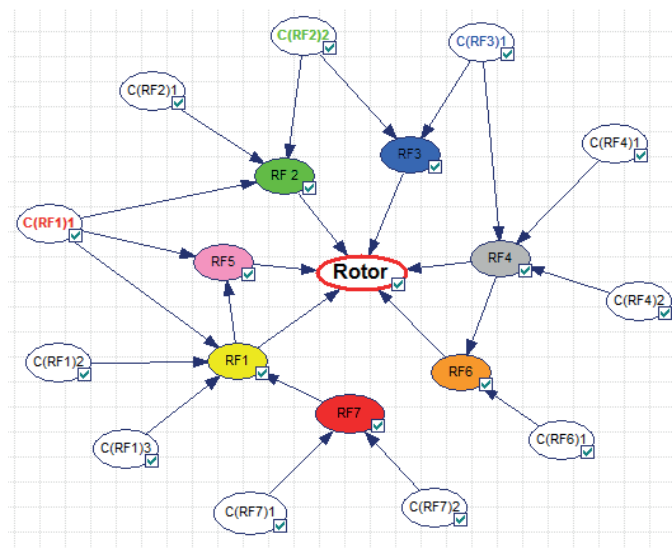 C(RF2)2
C(RF3)1
C(RF2)1
C(RF4)1
RF3
RF 2
C(RF1)1
RF5
Rotor
RF4
C(RF4)2
C(RF1)2
RF1
RF6
RF7
C(RF1)3
C(RF6)1
C(RF7)1
C(RF7)2